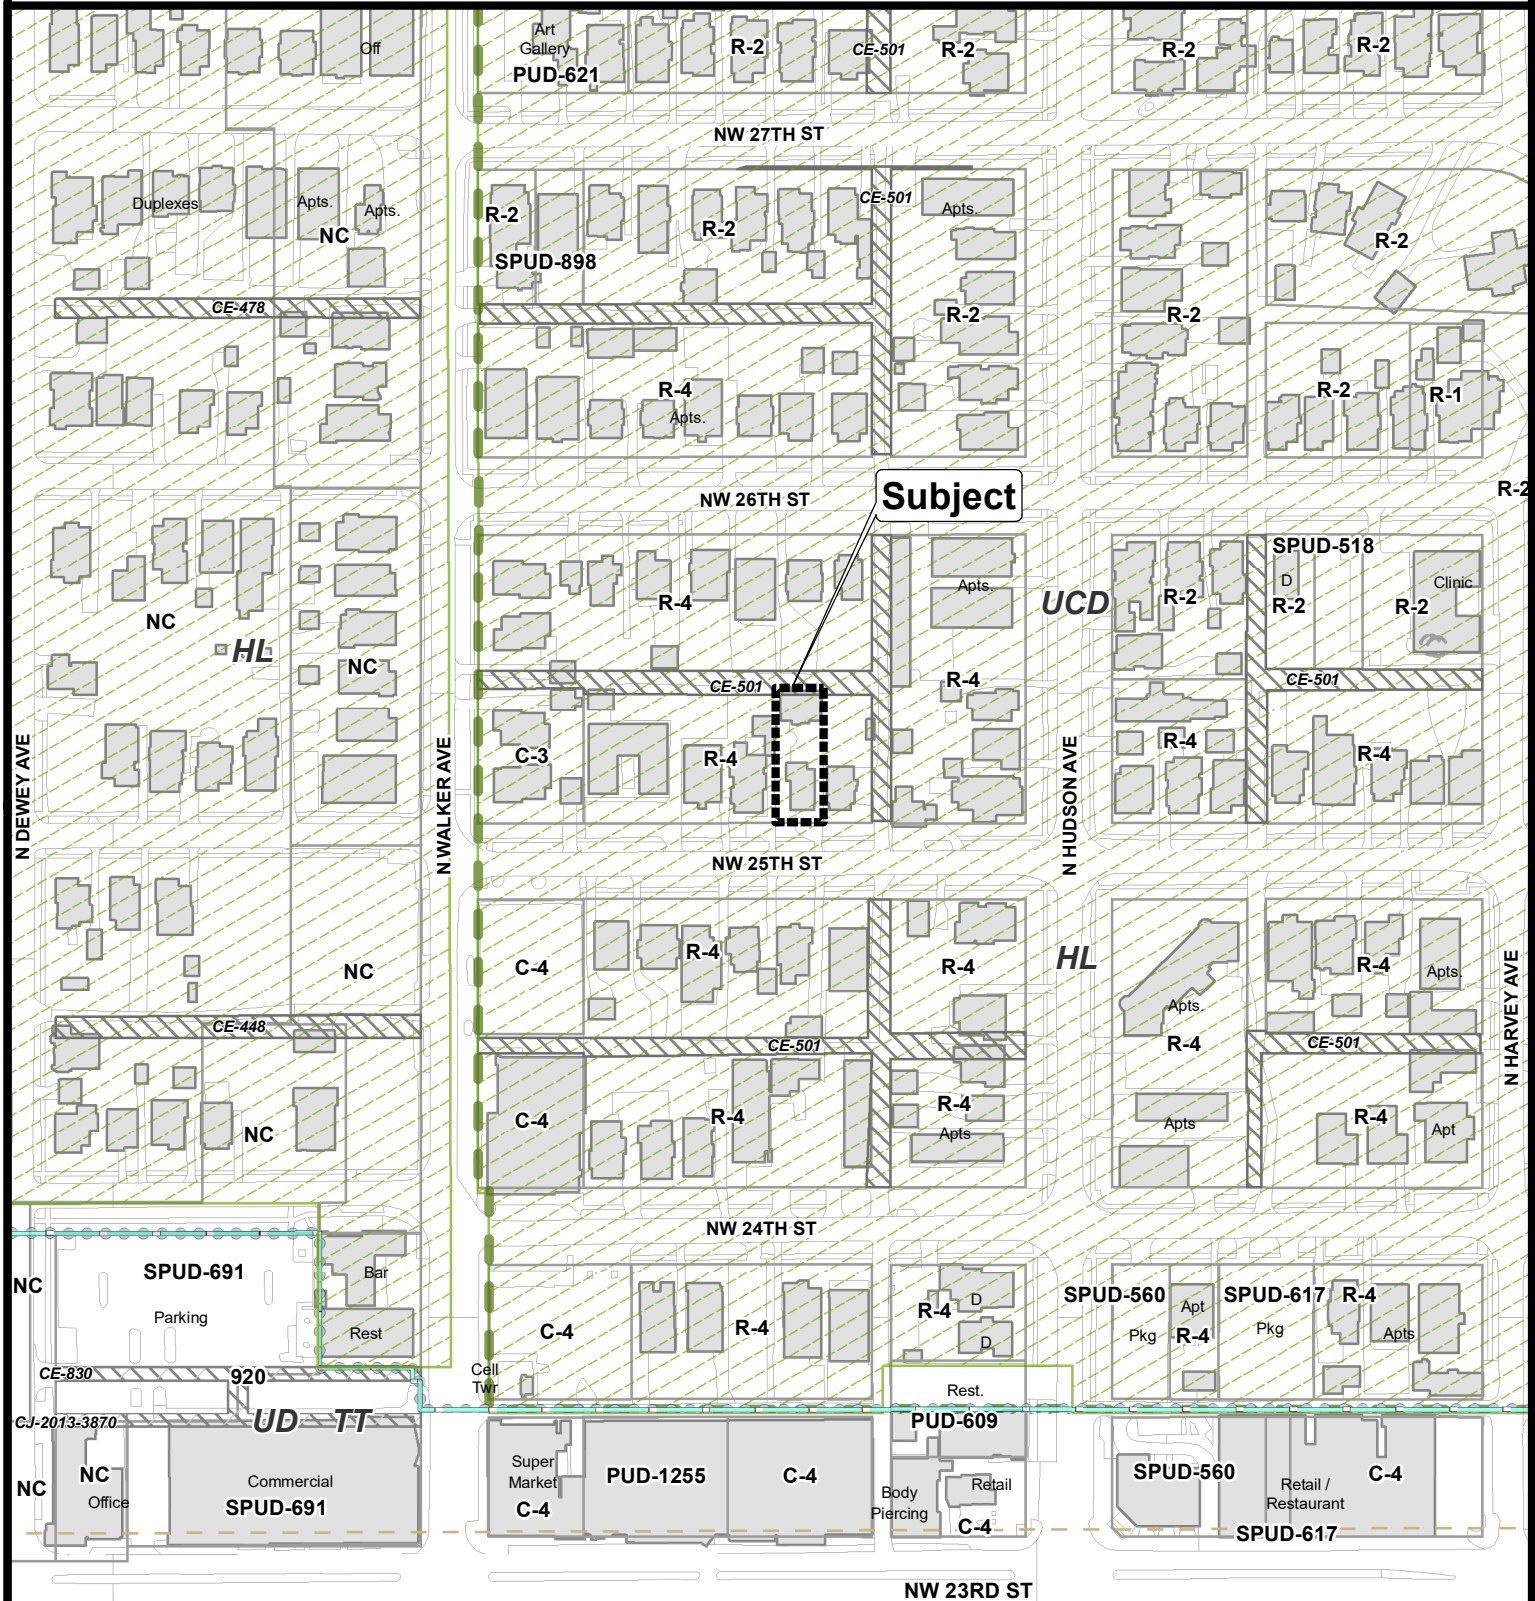 Off
Art
Gallery
PUD-621
R-2
CE-501
R-2
R-2
R-2
NW 27TH ST
Duplexes
Apts.
Apts.
NC
R-2
SPUD-898
R-2
CE-501
Apts.
R-2
R-2
R-2
CE-478
R-4
Apts.
R-2
R-1
NW 26TH ST
Subject
R-2
NC
HL
NC
R-4
Apts.
UCD
R-2
SPUD-518
D
R-2
R-2
Clinic
CE-501
R-4
CE-501
C-3
R-4
R-4
R-4
N DEWEY AVE
N WALKER AVE
N HUDSON AVE
NW 25TH ST
NC
C-4
R-4
R-4
HL
Apts.
R-4
R-4
Apts.
N HARVEY AVE
CE-448
CE-501
CE-501
NC
C-4
R-4
R-4
Apts
Apts
R-4
Apt
NW 24TH ST
NC
SPUD-691
Parking
Bar
Rest
C-4
R-4
R-4
D
D
SPUD-560
Pkg
Apt
R-4
SPUD-617
Pkg
R-4
Apts
Cell
Twr
CE-830
920
CJ-2013-3870
UD
TT
Rest.
PUD-609
NC
NC
Office
Commercial
SPUD-691
Super
Market
C-4
PUD-1255
C-4
Body
Piercing
Retail
C-4
SPUD-560
Retail /
Restaurant
C-4
SPUD-617
NW 23RD ST